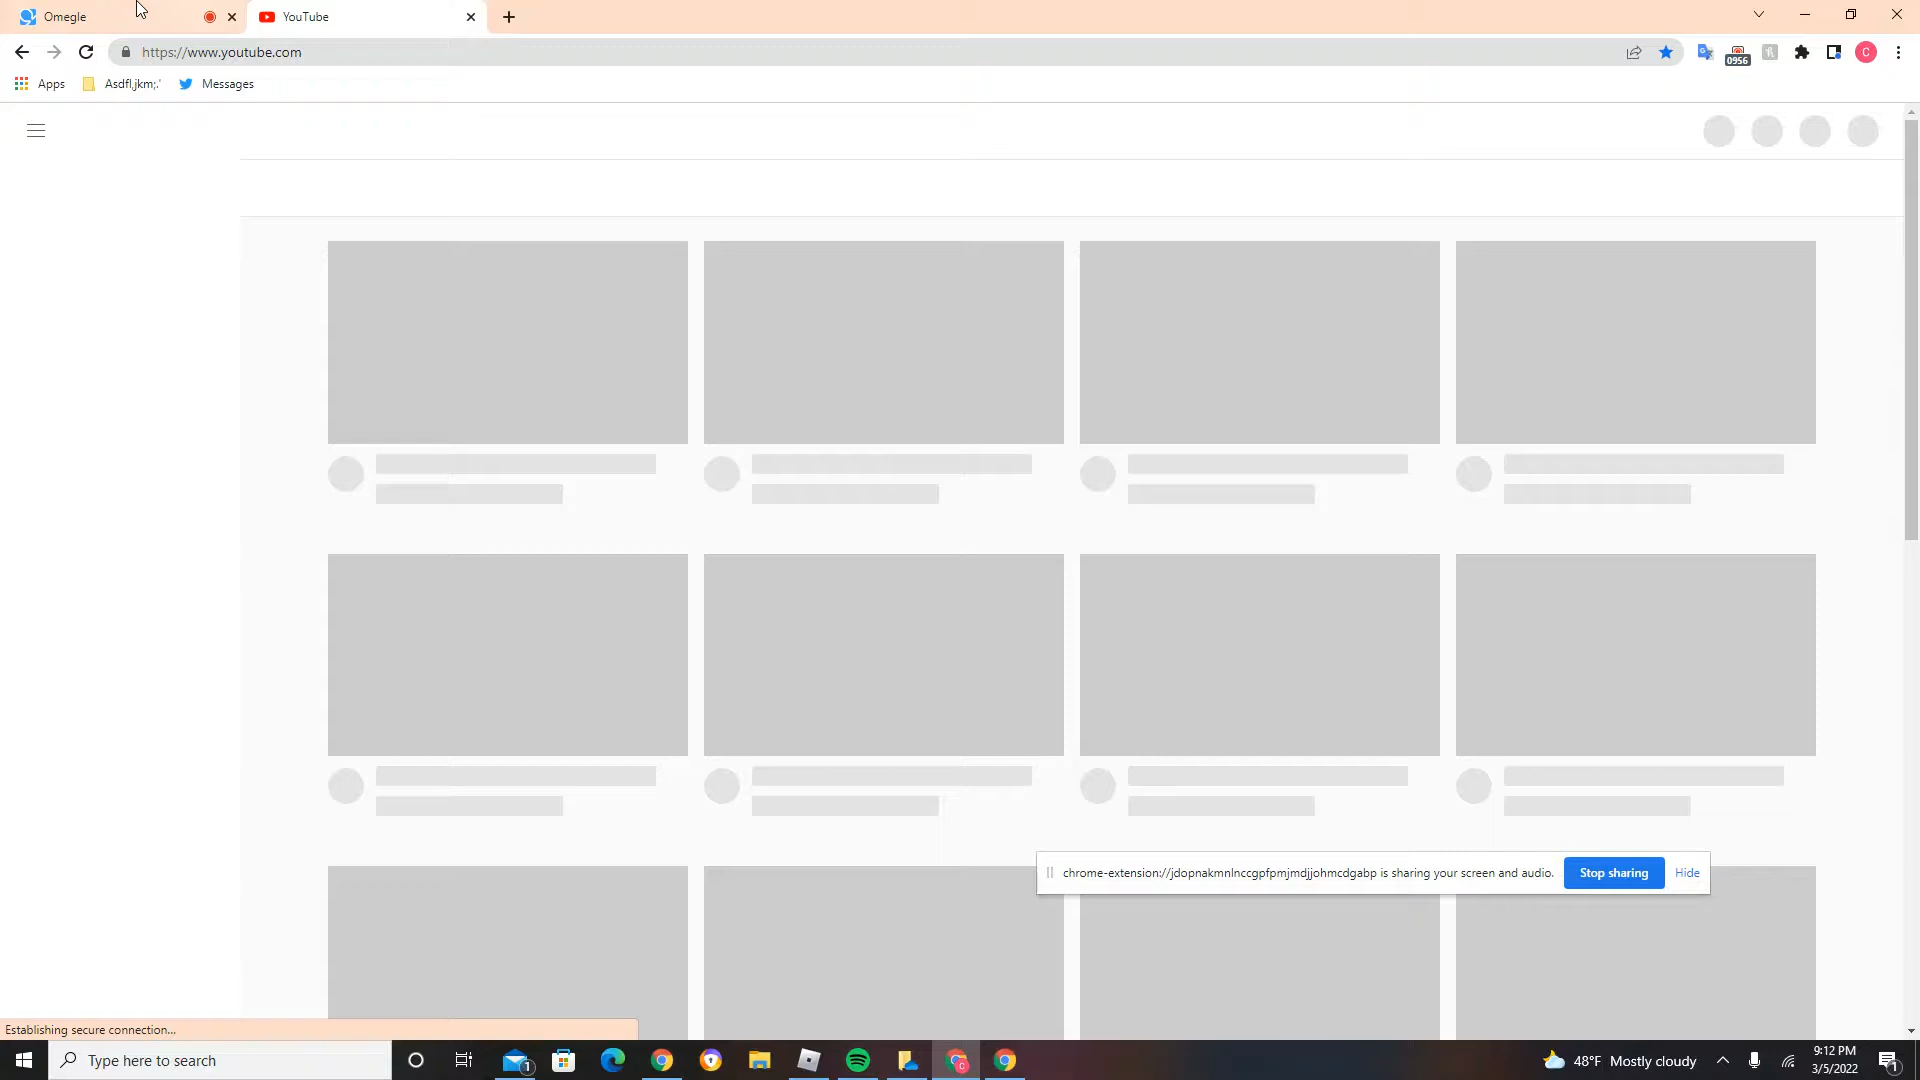 Omegle
YouTube
https://www.youtube.com
0956
C
Apps
Asdfl,jkm;.'
Messages
chrome-extension://jdopnakmnlnccgpfpmjmdjjohmcdgabp is sharing your screen and audio.
Stop sharing
Hide
Establishing secure connection...
Type here to search
1
C
48°F Mostly cloudy
9:12 PM
3/5/2022
1